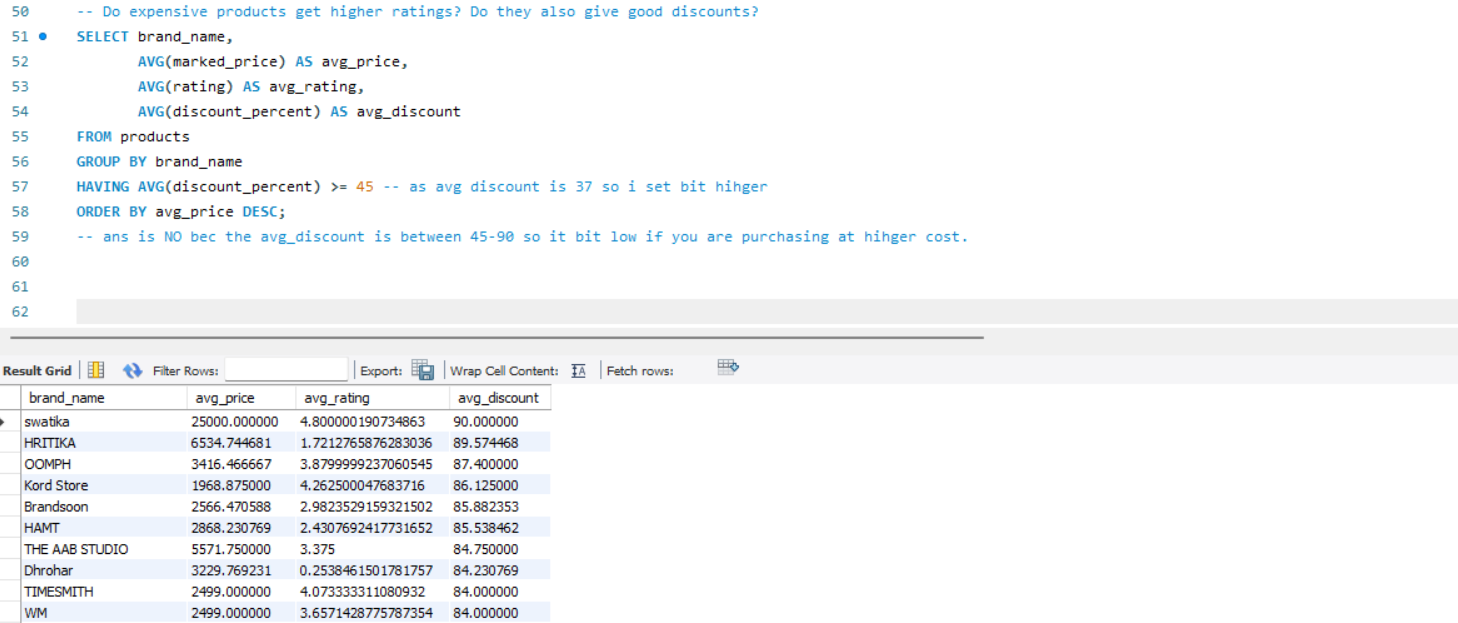 50 -- Do expensive products get higher ratings? Do they also give good discounts?
51 SELECT brand_name,
52 AVG(marked_price) AS avg_price,
53 AVG(rating) AS avg_rating,
54 AVG(discount_percent) AS avg_discount
55 FROM products
56 GROUP BY brand_name
57 HAVING AVG(discount_percent) >= 45 -- as avg discount is 37 so i set bit hihger
58 ORDER BY avg_price DESC;
59 -- ans is NO bec the avg_discount is between 45-90 so it bit low if you are purchasing at hihger cost.
60
61
62
Result Grid Filter Rows: Export: Wrap Cell Content: IA Fetch rows:
brand_name avg_price avg_rating avg_discount
swatika 25000.000000 4.800000190734863 90.000000
HRITIKA 6534.744681 1.7212765876283036 89.574468
OOMPH 3416.466667 3.8799999237060545 87.400000
Kord Store 1968.875000 4.262500047683716 86.125000
Brandsoon 2566.470588 2.9823529159321502 85.882353
HAMT 2868.230769 2.4307692417731652 85.538462
THE AAB STUDIO 5571.750000 3.375 84.750000
Dhrohar 3229.769231 0.2538461501781757 84.230769
TIMESMITH 2499.000000 4.073333311080932 84.000000
WM 2499.000000 3.6571428775787354 84.000000